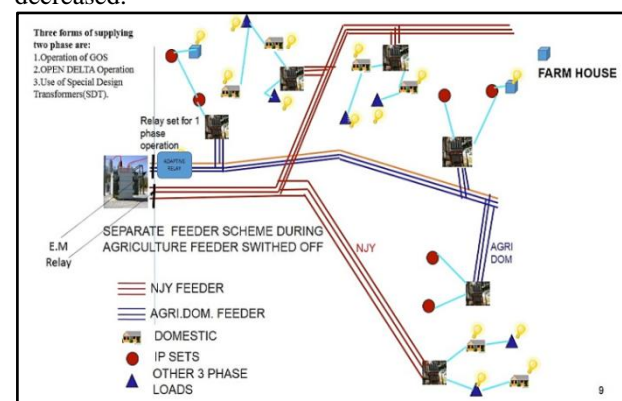 decreased.
Three forms of supplying
two phase are:
1.Operation of GOS
2.OPEN DELTA Operation
3.Use of Special Design
Transformers(SDT).
FARM HOUSE
Relay set for 1
phase
operation
ADAPTIVE
RELAY
E.M
Relay
SEPARATE FEEDER SCHEME DURING
AGRICULTURE FEEDER SWITHED OFF
NJY
AGRI
DOM
NJY FEEDER
AGRI.DOM. FEEDER
DOMESTIC
IP SETS
OTHER 3 PHASE
LOADS
9